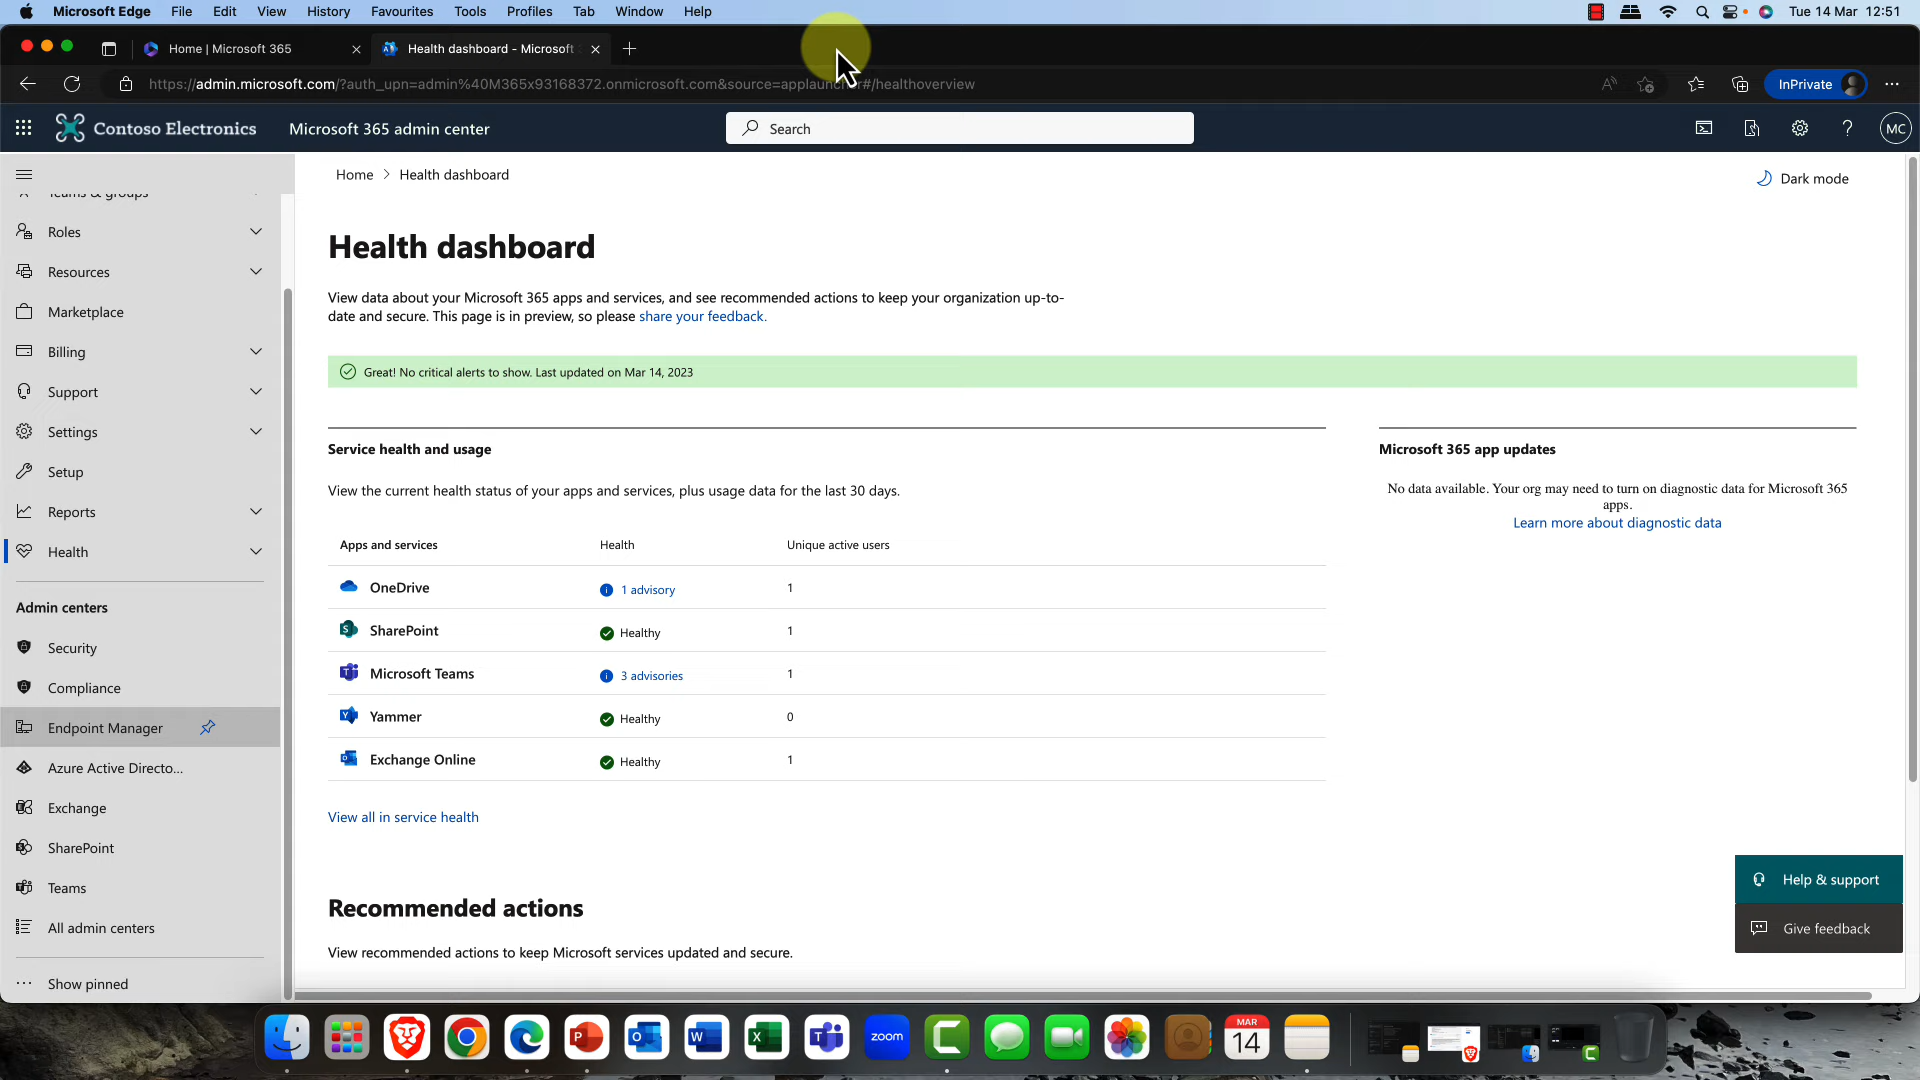 Microsoft Edge File Edit View History Favourites Tools Profiles Tab Window Help Tue 14 Mar 12:51
Home | Microsoft 365
Health dashboard - Microsoft
https://admin.microsoft.com/?auth_upn=admin%40M365x93168372.onmicrosoft.com&source=applauncher#/healthoverview
InPrivate
Contoso Electronics
Microsoft 365 admin center
Search
MC
Teams & groups
Roles
Resources
Marketplace
Billing
Support
Settings
Setup
Reports
Health
Admin centers
Security
Compliance
Endpoint Manager
Azure Active Directo...
Exchange
SharePoint
Teams
All admin centers
Show pinned
Home > Health dashboard
Dark mode
Health dashboard
View data about your Microsoft 365 apps and services, and see recommended actions to keep your organization up-to-
date and secure. This page is in preview, so please share your feedback.
Great! No critical alerts to show. Last updated on Mar 14, 2023
Service health and usage
View the current health status of your apps and services, plus usage data for the last 30 days.
Apps and services Health Unique active users
OneDrive 1 advisory 1
SharePoint Healthy 1
Microsoft Teams 3 advisories 1
Yammer Healthy 0
Exchange Online Healthy 1
View all in service health
Microsoft 365 app updates
No data available. Your org may need to turn on diagnostic data for Microsoft 365
apps.
Learn more about diagnostic data
Recommended actions
View recommended actions to keep Microsoft services updated and secure.
Help & support
Give feedback
zoom
MAR
14